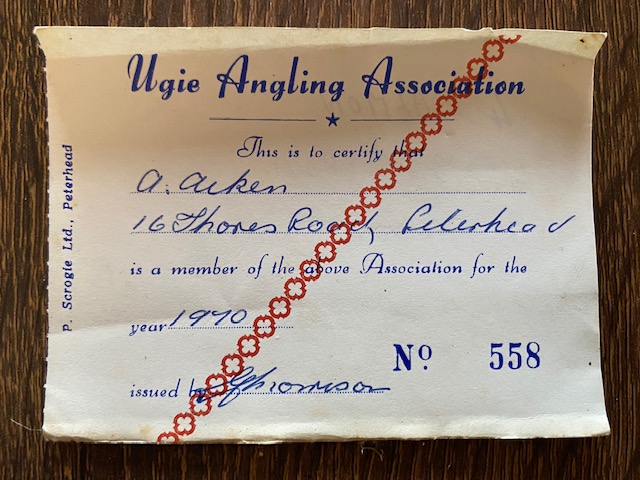 Ugie Angling Association
This is to certify that
A. Aiken
16 Thores Road, Peterhead
is a member of the above Association for the
year 1970
No. 558
issued by
P. Scrogie Ltd., Peterhead